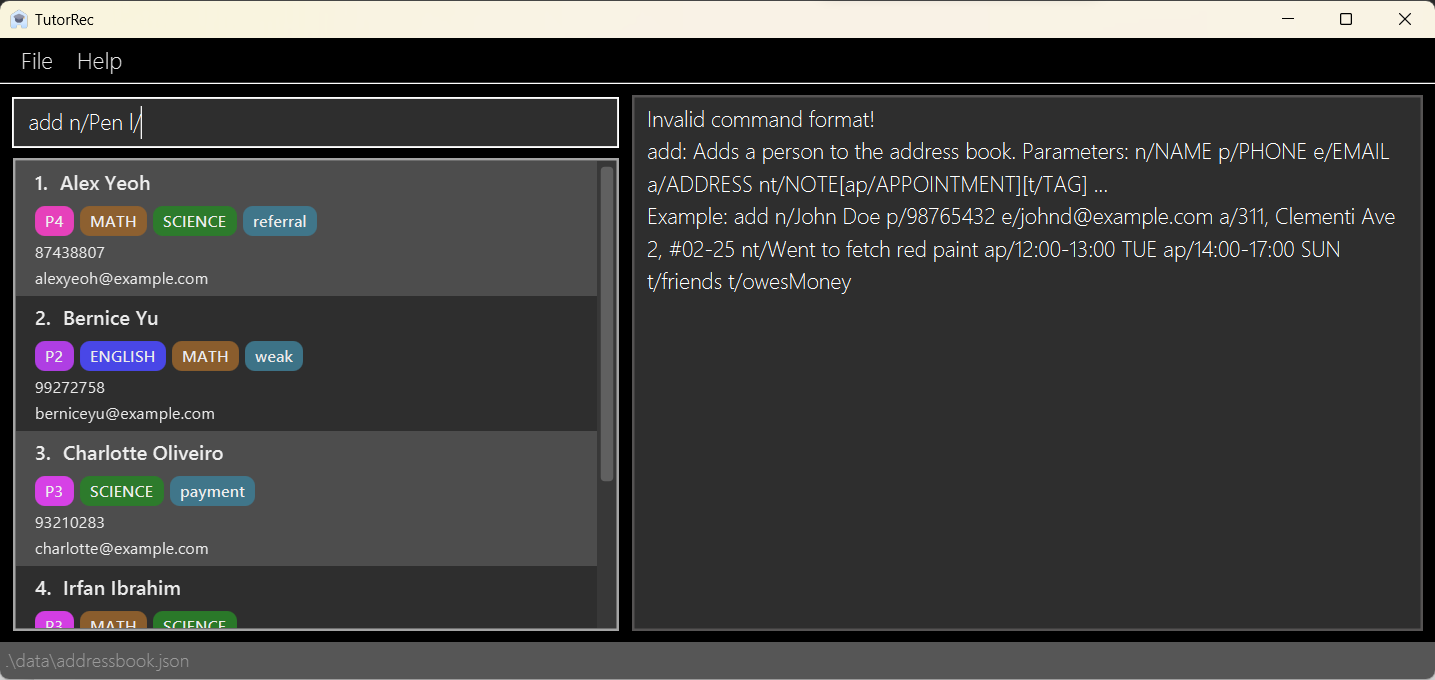 TutorRec
File Help
add n/Pen l/
1. Alex Yeoh
P4 MATH SCIENCE referral
87438807
alexyeoh@example.com
2. Bernice Yu
P2 ENGLISH MATH weak
99272758
berniceyu@example.com
3. Charlotte Oliveiro
P3 SCIENCE payment
93210283
charlotte@example.com
4. Irfan Ibrahim
P3 MATH SCIENCE
Invalid command format!
add: Adds a person to the address book. Parameters: n/NAME p/PHONE e/EMAIL
a/ADDRESS nt/NOTE[ap/APPOINTMENT][t/TAG] ...
Example: add n/John Doe p/98765432 e/johnd@example.com a/311, Clementi Ave
2, #02-25 nt/Went to fetch red paint ap/12:00-13:00 TUE ap/14:00-17:00 SUN
t/friends t/owesMoney
.\data\addressbook.json